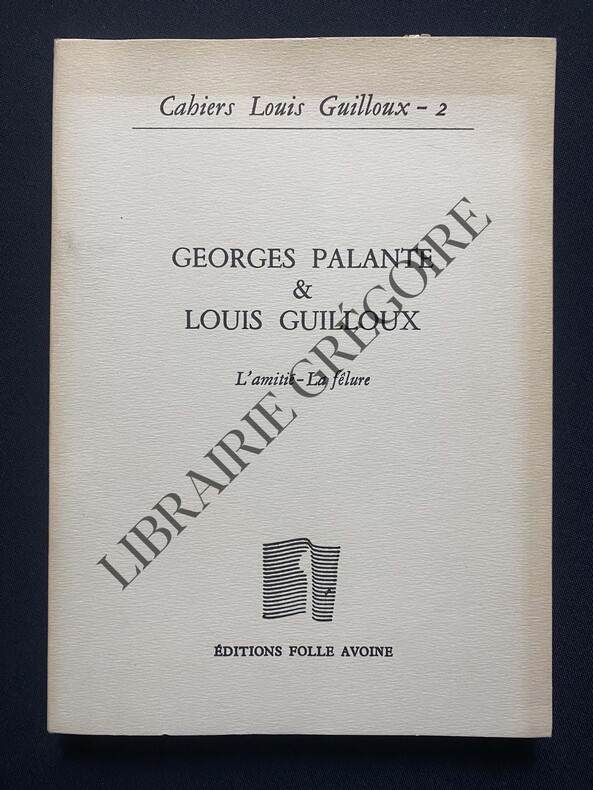 Cahiers Louis Guilloux - 2
GEORGES PALANTE
&
LOUIS GUILLOUX
L'amitié - La fêlure
LIBRAIRIE GRÉGOIRE
ÉDITIONS FOLLE AVOINE